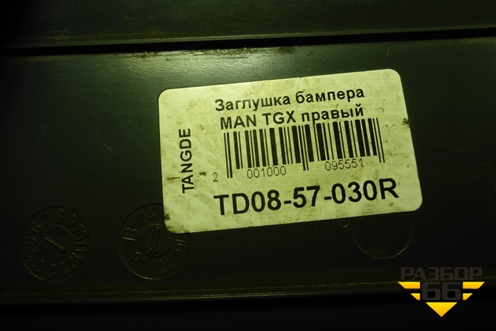 TANGDE
Заглушка бампера
MAN TGX правый
2 001000 095551
TD08-57-030R
РАЗБОР
66